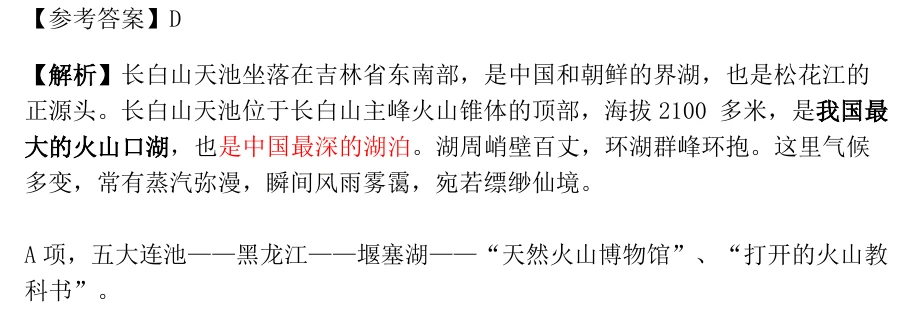 【参考答案】D
【解析】长白山天池坐落在吉林省东南部，是中国和朝鲜的界湖，也是松花江的
正源头。长白山天池位于长白山主峰火山锥体的顶部，海拔2100 多米，是我国最
大的火山口湖，也是中国最深的湖泊。湖周峭壁百丈，环湖群峰环抱。这里气候
多变，常有蒸汽弥漫，瞬间风雨雾霭，宛若缥缈仙境。
A 项，五大连池——黑龙江——堰塞湖——“天然火山博物馆”、“打开的火山教
科书”。